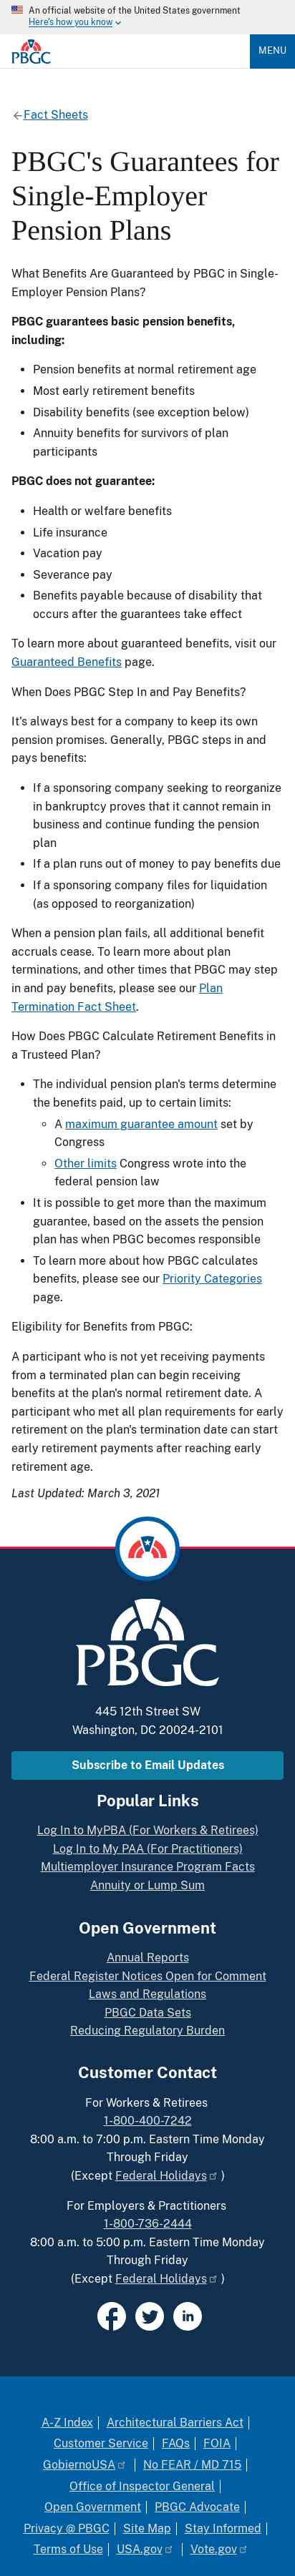 An official website of the United States government
Here's how you know
PBGC
MENU
Fact Sheets
PBGC's Guarantees for
Single-Employer
Pension Plans
What Benefits Are Guaranteed by PBGC in Single-
Employer Pension Plans?
PBGC guarantees basic pension benefits,
including:
• Pension benefits at normal retirement age
• Most early retirement benefits
• Disability benefits (see exception below)
• Annuity benefits for survivors of plan
participants
PBGC does not guarantee:
• Health or welfare benefits
• Life insurance
• Vacation pay
• Severance pay
• Benefits payable because of disability that
occurs after the guarantees take effect
To learn more about guaranteed benefits, visit our
Guaranteed Benefits page.
When Does PBGC Step In and Pay Benefits?
It's always best for a company to keep its own
pension promises. Generally, PBGC steps in and
pays benefits:
• If a sponsoring company seeking to reorganize
in bankruptcy proves that it cannot remain in
business and continue funding the pension
plan
• If a plan runs out of money to pay benefits due
• If a sponsoring company files for liquidation
(as opposed to reorganization)
When a pension plan fails, all additional benefit
accruals cease. To learn more about plan
terminations, and other times that PBGC may step
in and pay benefits, please see our Plan
Termination Fact Sheet.
How Does PBGC Calculate Retirement Benefits in
a Trusteed Plan?
• The individual pension plan's terms determine
the benefits paid, up to certain limits:
◦ A maximum guarantee amount set by
Congress
◦ Other limits Congress wrote into the
federal pension law
• It is possible to get more than the maximum
guarantee, based on the assets the pension
plan has when PBGC becomes responsible
• To learn more about how PBGC calculates
benefits, please see our Priority Categories
page.
Eligibility for Benefits from PBGC:
A participant who is not yet receiving payments
from a terminated plan can begin receiving
benefits at the plan's normal retirement age. A
participant who met all plan requirements for early
retirement on the plan's termination date can start
early retirement payments after reaching early
retirement age.
Last Updated: March 3, 2021
PBGC
445 12th Street SW
Washington, DC 20024-2101
Subscribe to Email Updates
Popular Links
Log In to MyPBA (For Workers & Retirees)
Log In to My PAA (For Practitioners)
Multiemployer Insurance Program Facts
Annuity or Lump Sum
Open Government
Annual Reports
Federal Register Notices Open for Comment
Laws and Regulations
PBGC Data Sets
Reducing Regulatory Burden
Customer Contact
For Workers & Retirees
1-800-400-7242
8:00 a.m. to 7:00 p.m. Eastern Time Monday
Through Friday
(Except Federal Holidays )
For Employers & Practitioners
1-800-736-2444
8:00 a.m. to 5:00 p.m. Eastern Time Monday
Through Friday
(Except Federal Holidays )
in
A-Z Index | Architectural Barriers Act |
Customer Service | FAQs | FOIA |
GobiernoUSA | No FEAR / MD 715 |
Office of Inspector General |
Open Government | PBGC Advocate |
Privacy @ PBGC | Site Map | Stay Informed |
Terms of Use | USA.gov | Vote.gov